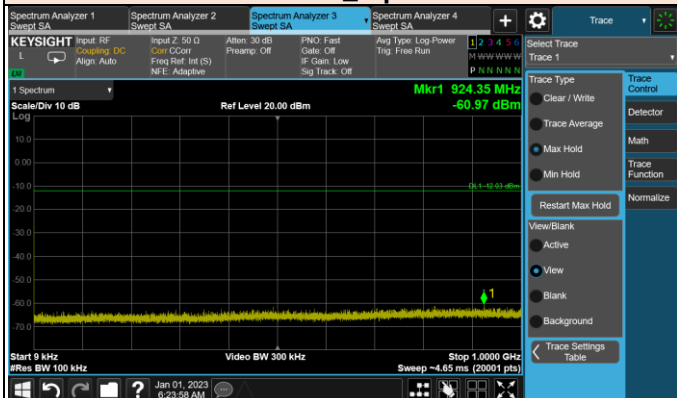 Spectrum Analyzer 1
Swept SA
Spectrum Analyzer 2
Swept SA
Spectrum Analyzer 3
Swept SA
Spectrum Analyzer 4
Swept SA
+
Trace
KEYSIGHT
L
Input: RF
Coupling: DC
Align: Auto
Input Z: 50 Ω
Corr CCorr
Freq Ref: Int (S)
NFE: Adaptive
Atten: 30 dB
Preamp: Off
PNO: Fast
Gate: Off
IF Gain: Low
Sig Track: Off
Avg Type: Log-Power
Trig: Free Run
1 2 3 4 5 6
M W W W W W
P N N N N N
Select Trace
Trace 1
1 Spectrum
Scale/Div 10 dB
Log
Ref Level 20.00 dBm
Mkr1 924.35 MHz
-60.97 dBm
10.0
0.00
-10.0
-20.0
-30.0
-40.0
-50.0
-60.0
-70.0
DL1 -12.03 dBm
1
Start 9 kHz
#Res BW 100 kHz
Video BW 300 kHz
Stop 1.0000 GHz
Sweep ~4.65 ms (20001 pts)
Trace Type
Clear / Write
Trace Average
Max Hold
Min Hold
Restart Max Hold
View/Blank
Active
View
Blank
Background
Trace Settings
Table
Trace
Control
Detector
Math
Trace
Function
Normalize
?
Jan 01, 2023
6:23:58 AM